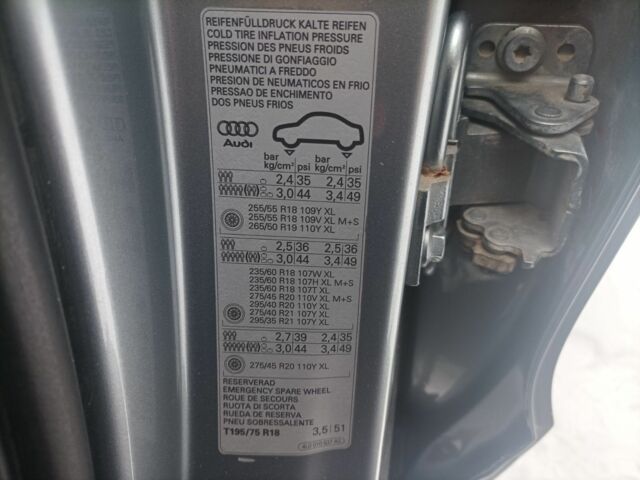 REIFENFÜLLDRUCK KALTE REIFEN
COLD TIRE INFLATION PRESSURE
PRESSION DES PNEUS FROIDS
PRESSIONE DI GONFIAGGIO
PNEUMATICI A FREDDO
PRESION DE NEUMATICOS EN FRIO
PRESSAO DE ENCHIMENTO
DOS PNEUS FRIOS
Audi
bar kg/cm² psi bar kg/cm² psi
2,4 35 2,4 35
3,0 44 3,4 49
255/55 R18 109Y XL
255/55 R18 109V XL M+S
265/50 R19 110Y XL
2,5 36 2,5 36
3,0 44 3,4 49
235/60 R18 107W XL
235/60 R18 107H XL M+S
235/60 R18 107T XL
275/45 R20 110V XL M+S
295/40 R20 110Y XL
275/40 R21 107Y XL
295/35 R21 107Y XL
2,7 39 2,4 35
3,0 44 3,4 49
275/45 R20 110Y XL
RESERVERAD
EMERGENCY SPARE WHEEL
ROUE DE SECOURS
RUOTA DI SCORTA
RUEDA DE RESERVA
PNEU SOBRESSALENTE
T195/75 R18 3,5 51